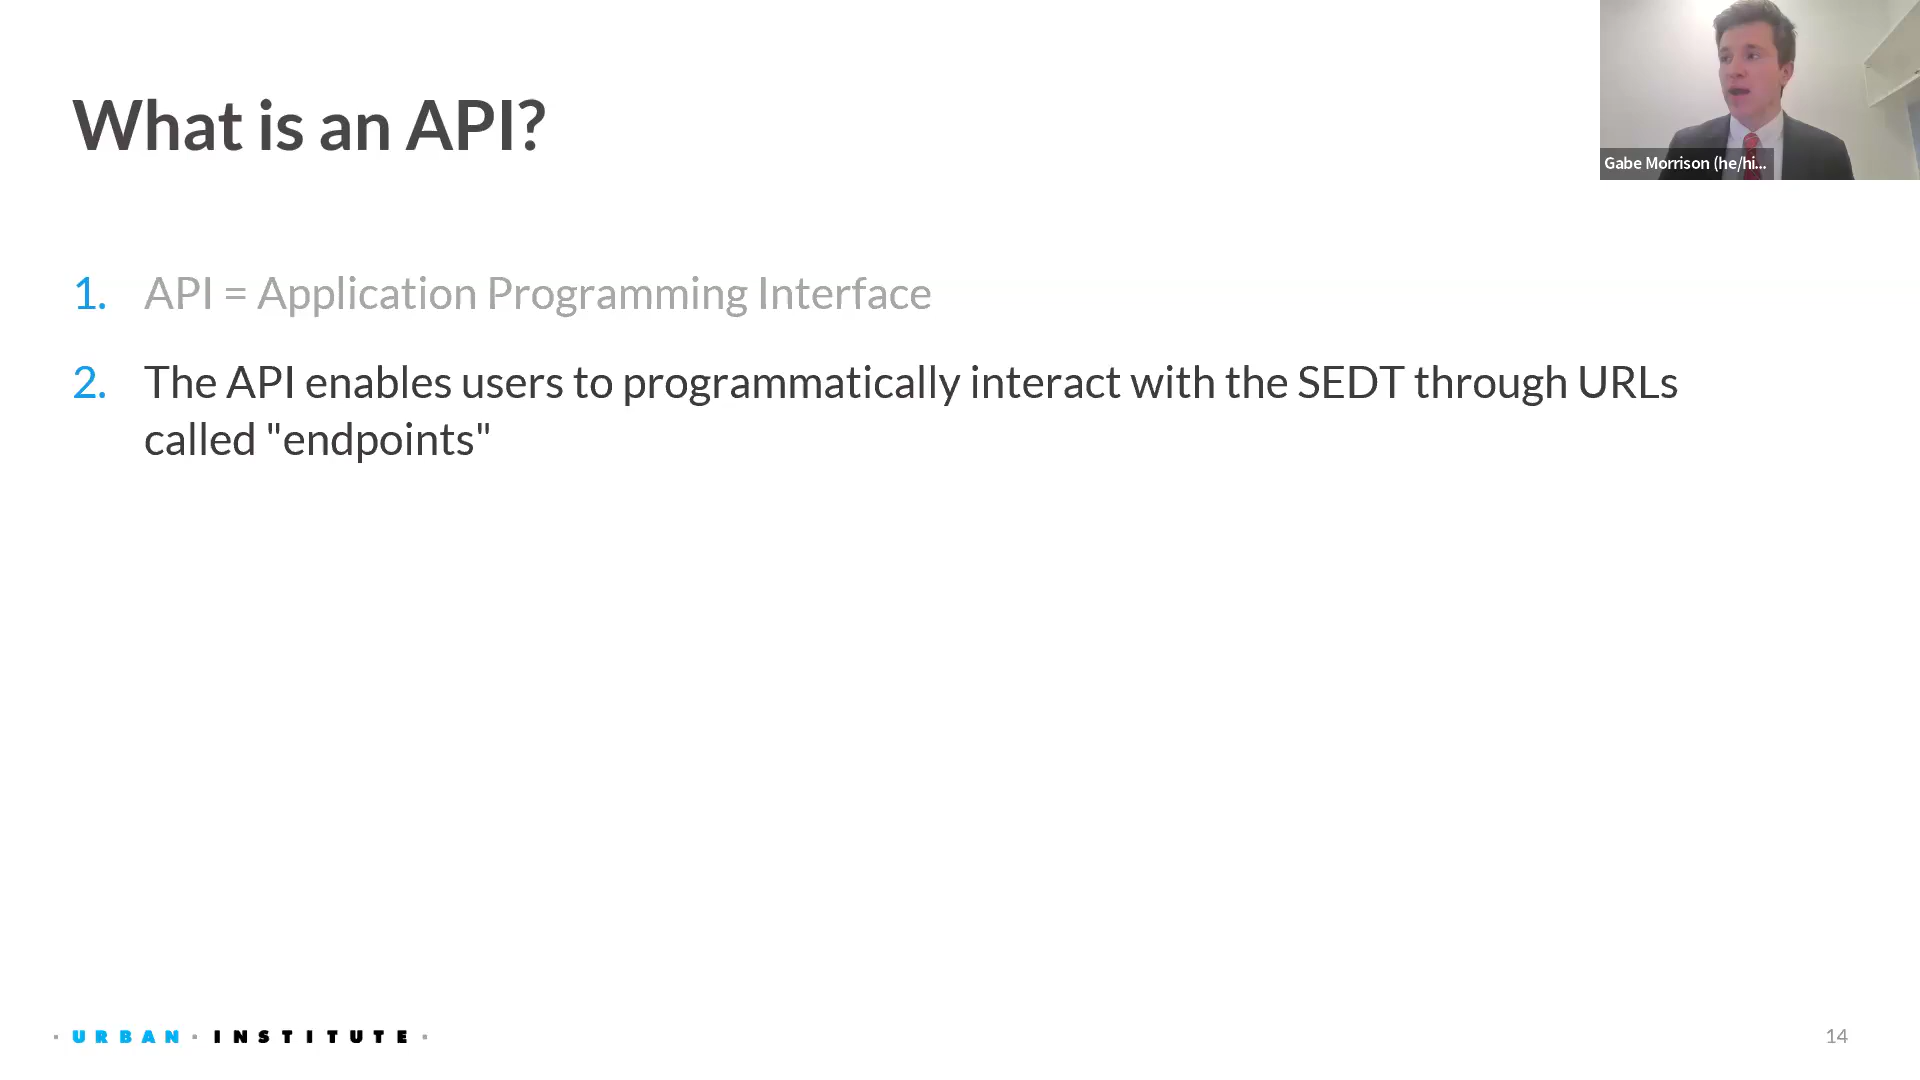 What is an API?
Gabe Morrison (he/hi...
1. API = Application Programming Interface
2. The API enables users to programmatically interact with the SEDT through URLs
called "endpoints"
· URBAN · INSTITUTE ·
14